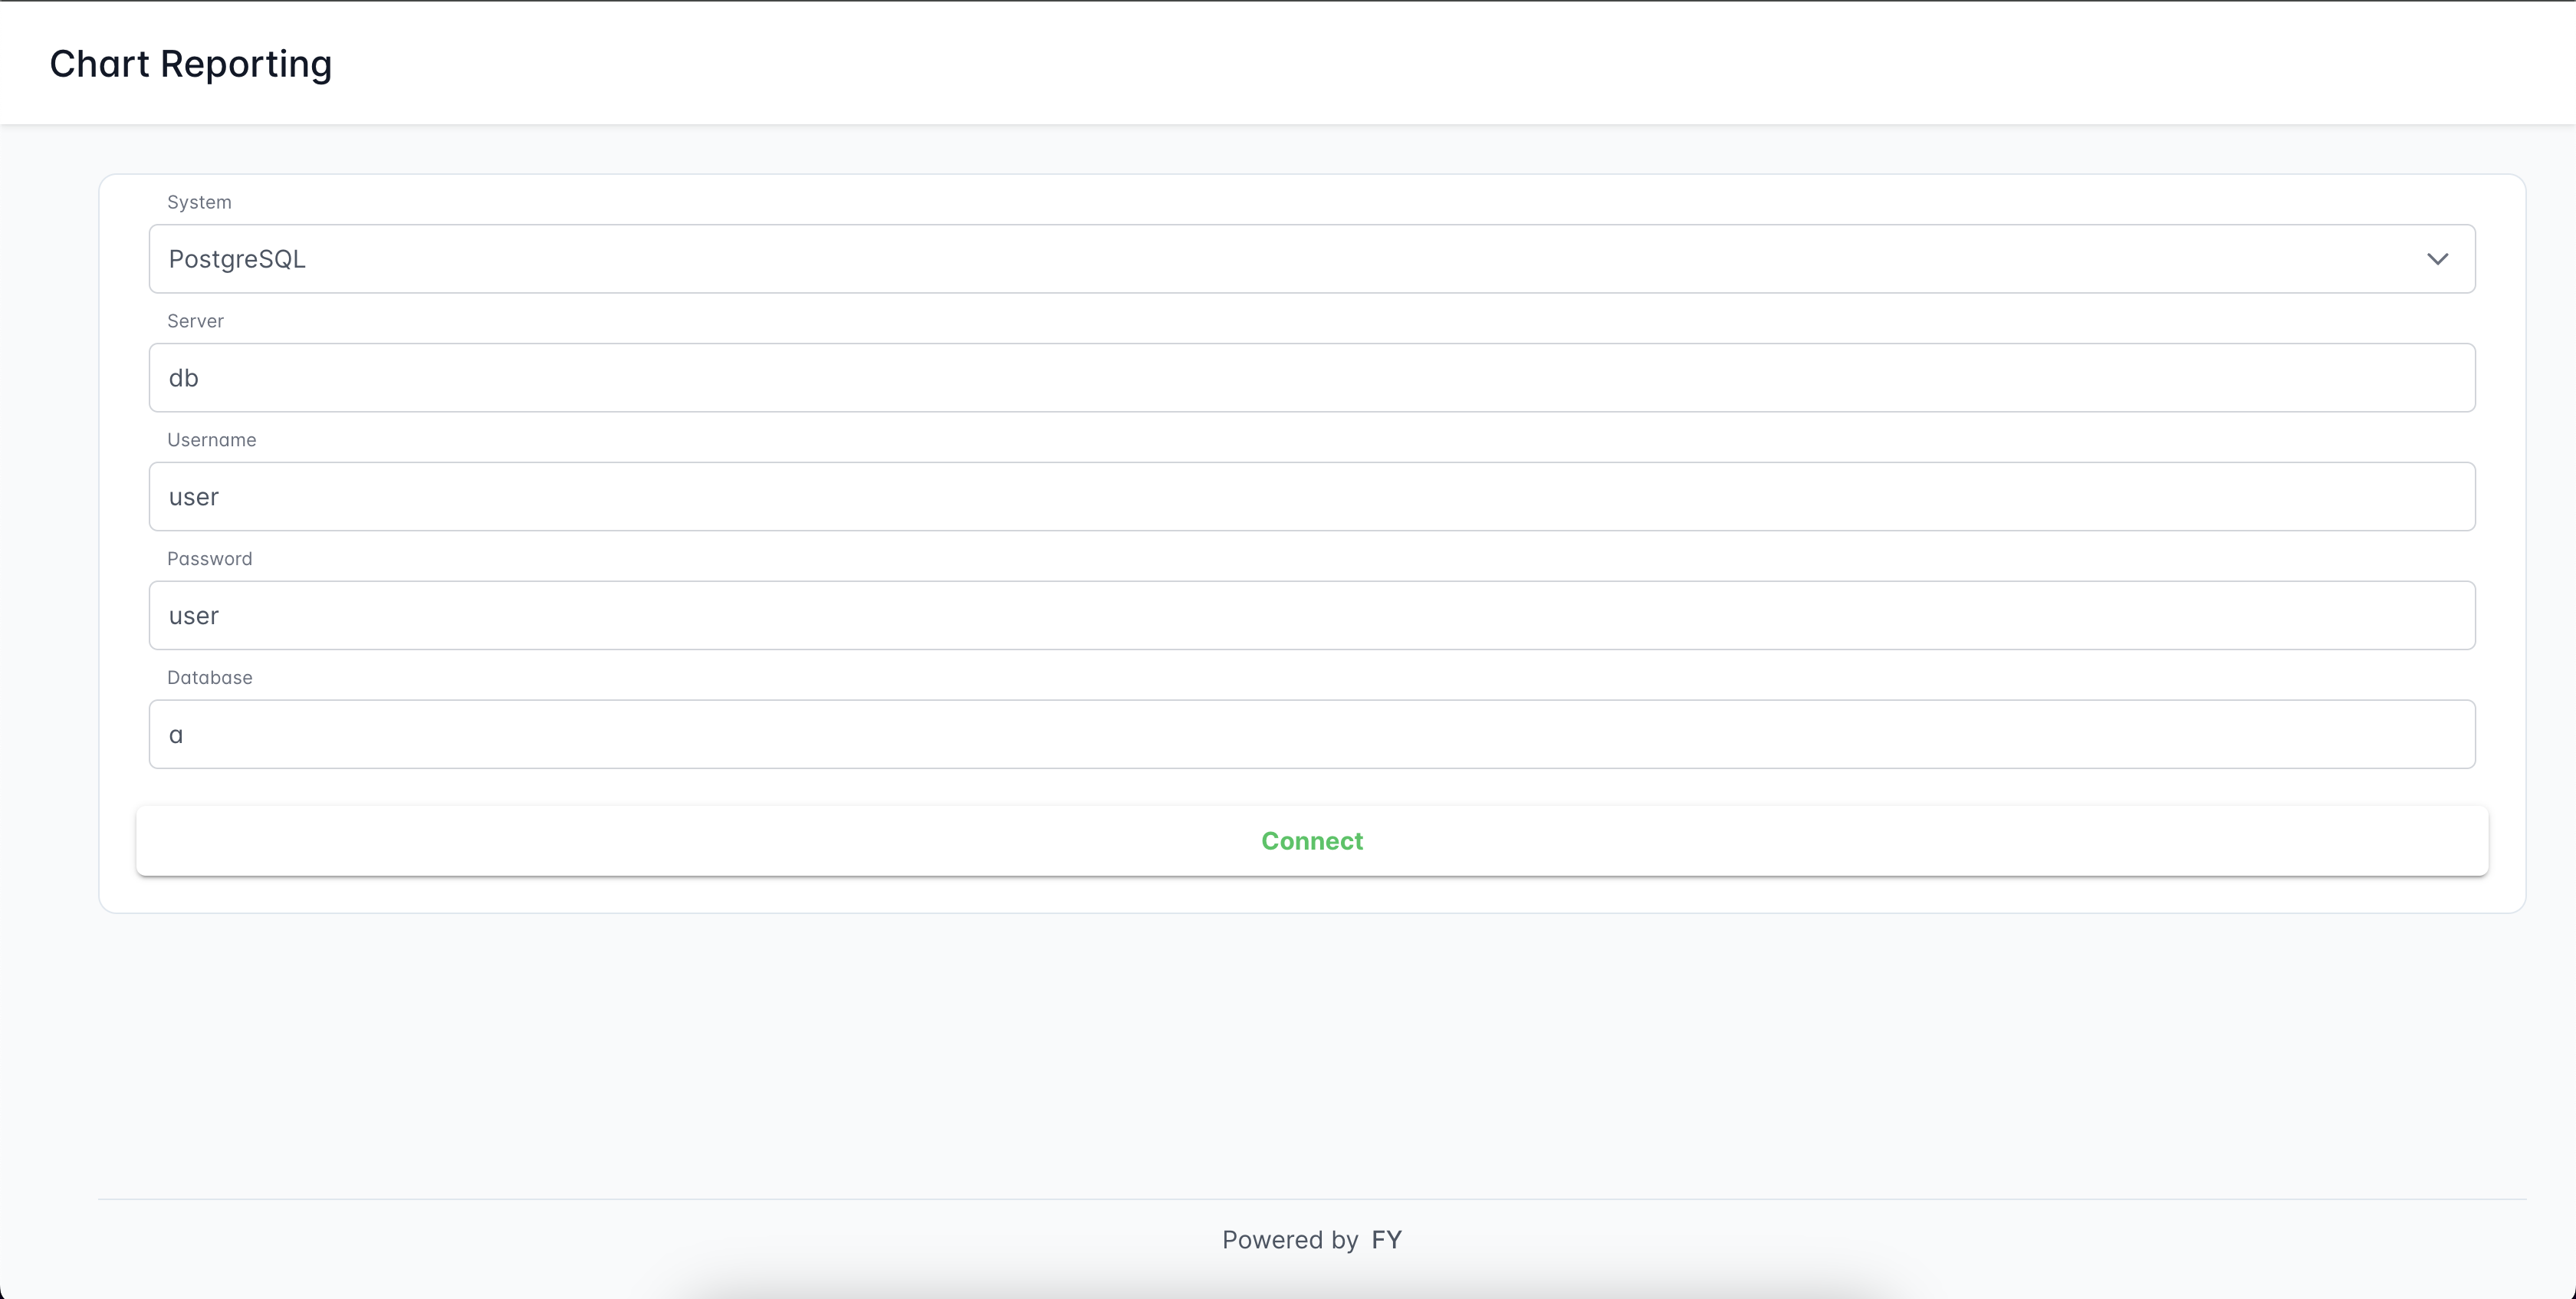 Chart Reporting
System
PostgreSQL
Server
db
Username
user
Password
user
Database
a
Connect
Powered by FY